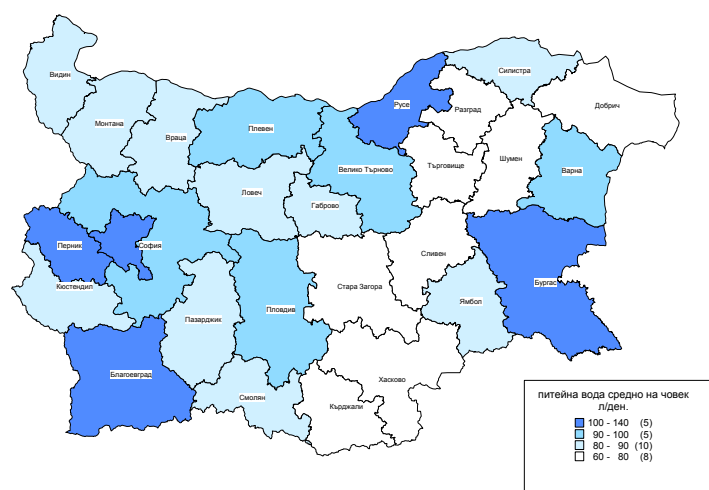 Видин
Силистра
Русе
Добрич
Разград
Монтана
Плевен
Враца
Шумен
Търговище
Велико Търново
Варна
Ловеч
Габрово
Перник
София
Сливен
Кюстендил
Стара Загора
Бургас
Ямбол
Пловдив
Пазарджик
Благоевград
Хасково
Смолян
Кърджали
питейна вода средно на човек
л/ден.
100 - 140 (5)
90 - 100 (5)
80 - 90 (10)
60 - 80 (8)